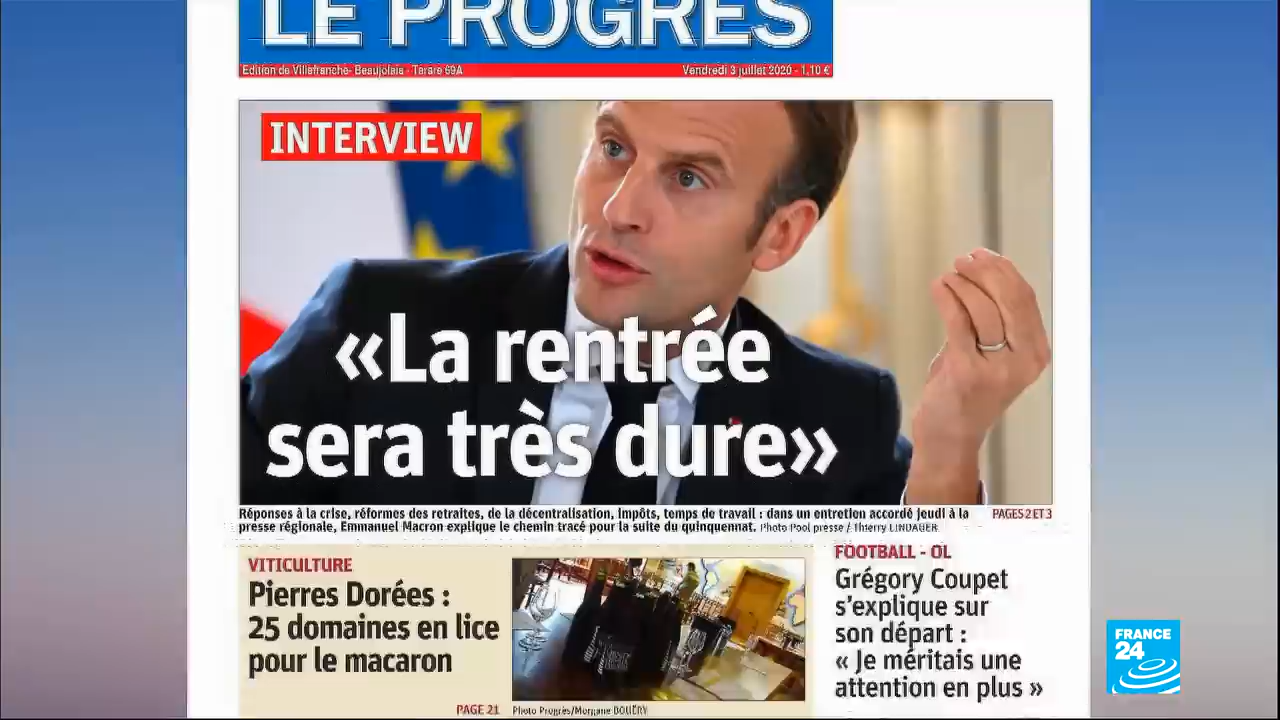 LE PROGRÈS
Edition de Villefranche- Beaujolais - Tarare 69A
Vendredi 3 juillet 2020 - 1,10 €
INTERVIEW
«La rentrée
sera très dure»
Réponses à la crise, réformes des retraites, de la décentralisation, impôts, temps de travail : dans un entretien accordé jeudi à la
presse régionale, Emmanuel Macron explique le chemin tracé pour la suite du quinquennat. Photo Pool presse / Thierry LINDAUER
PAGES 2 ET 3
VITICULTURE
Pierres Dorées :
25 domaines en lice
pour le macaron
PAGE 21
Photo Progrès/Morgane BOUÉRY
FOOTBALL - OL
Grégory Coupet
s'explique sur
son départ :
« Je méritais une
attention en plus »
FRANCE
24